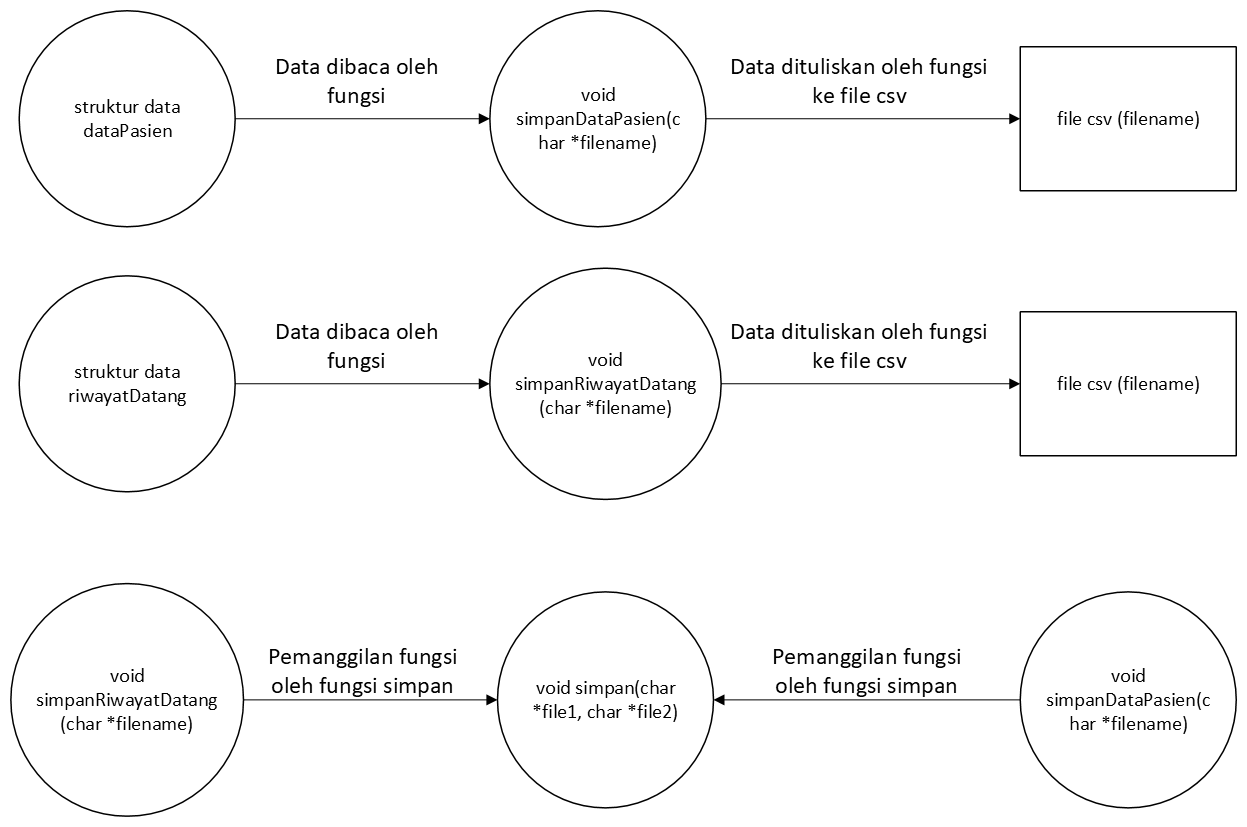 struktur data
dataPasien
Data dibaca oleh
fungsi
void
simpanDataPasien(c
har *filename)
Data dituliskan oleh fungsi
ke file csv
file csv (filename)
struktur data
riwayatDatang
Data dibaca oleh
fungsi
void
simpanRiwayatDatang
(char *filename)
Data dituliskan oleh fungsi
ke file csv
file csv (filename)
void
simpanRiwayatDatang
(char *filename)
Pemanggilan fungsi
oleh fungsi simpan
void simpan(char
*file1, char *file2)
Pemanggilan fungsi
oleh fungsi simpan
void
simpanDataPasien(c
har *filename)